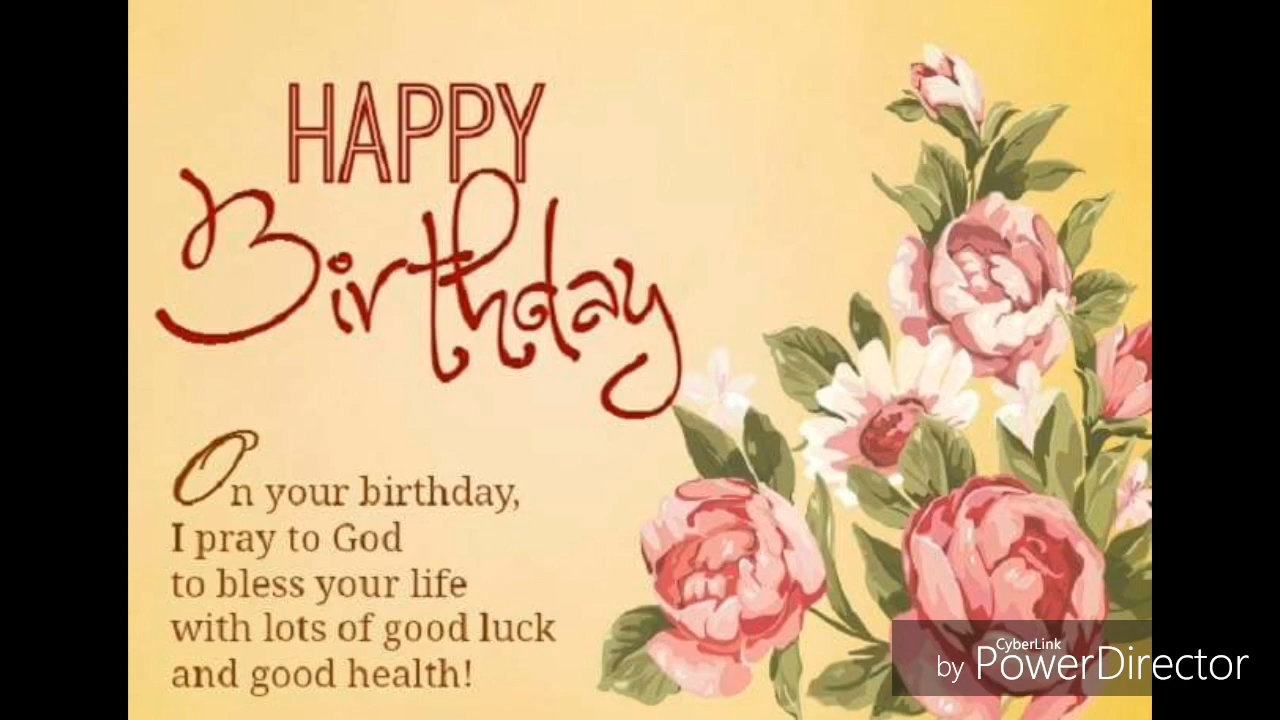 HAPPY
Birthday
On your birthday,
I pray to God
to bless your life
with lots of good luck
and good health!
CyberLink
by PowerDirector